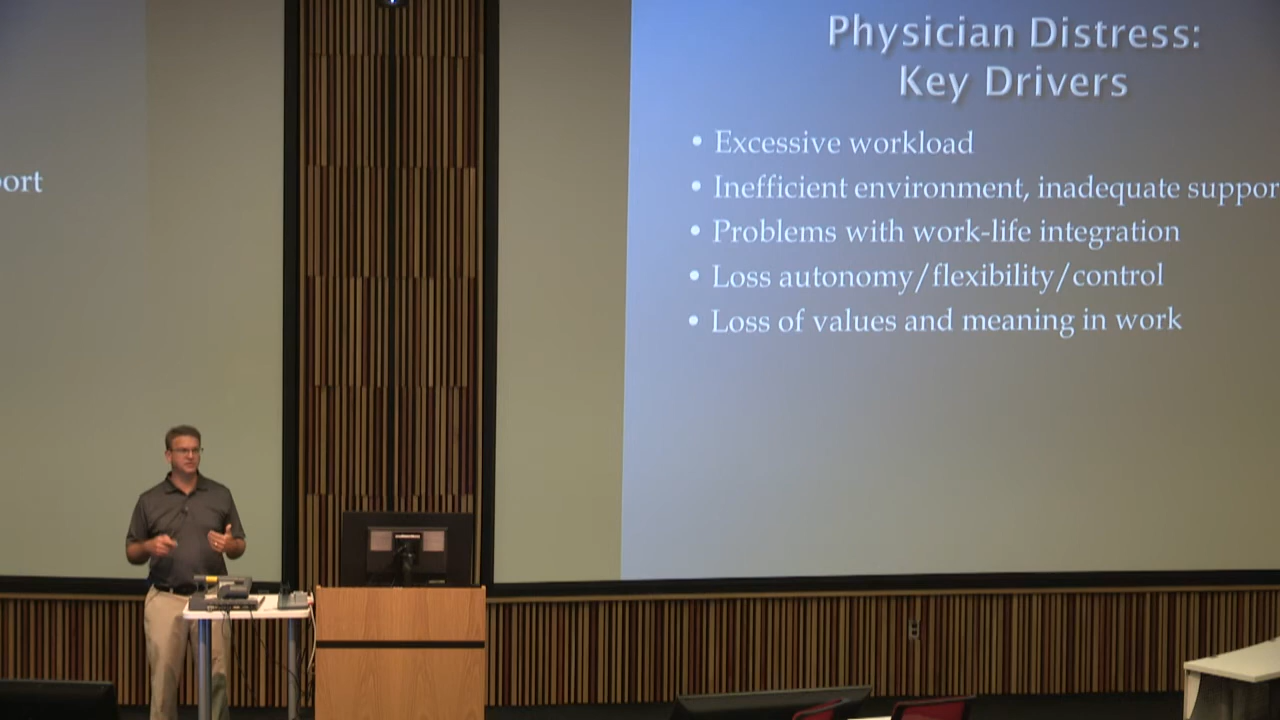 Physician Distress:
Key Drivers
• Excessive workload
• Inefficient environment, inadequate suppor
• Problems with work-life integration
• Loss autonomy/flexibility/control
• Loss of values and meaning in work
ort